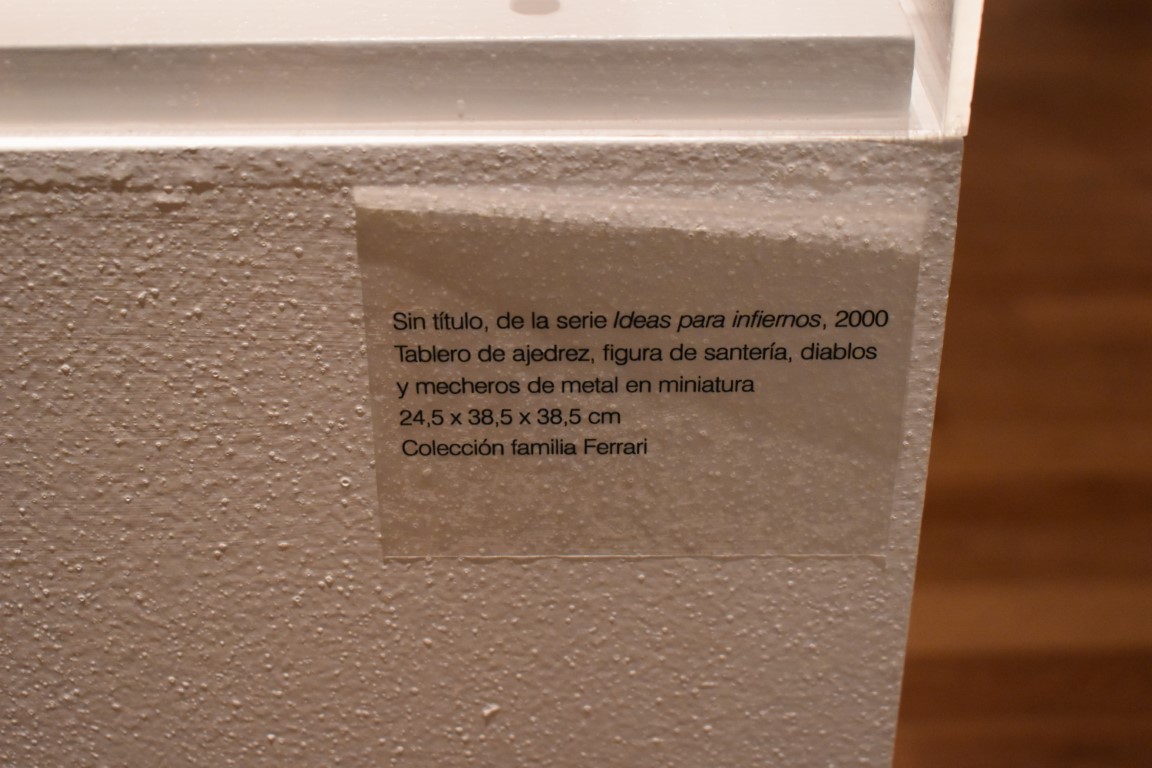 Sin título, de la serie Ideas para infiernos, 2000
Tablero de ajedrez, figura de santería, diablos
y mecheros de metal en miniatura
24,5 x 38,5 x 38,5 cm
Colección familia Ferrari